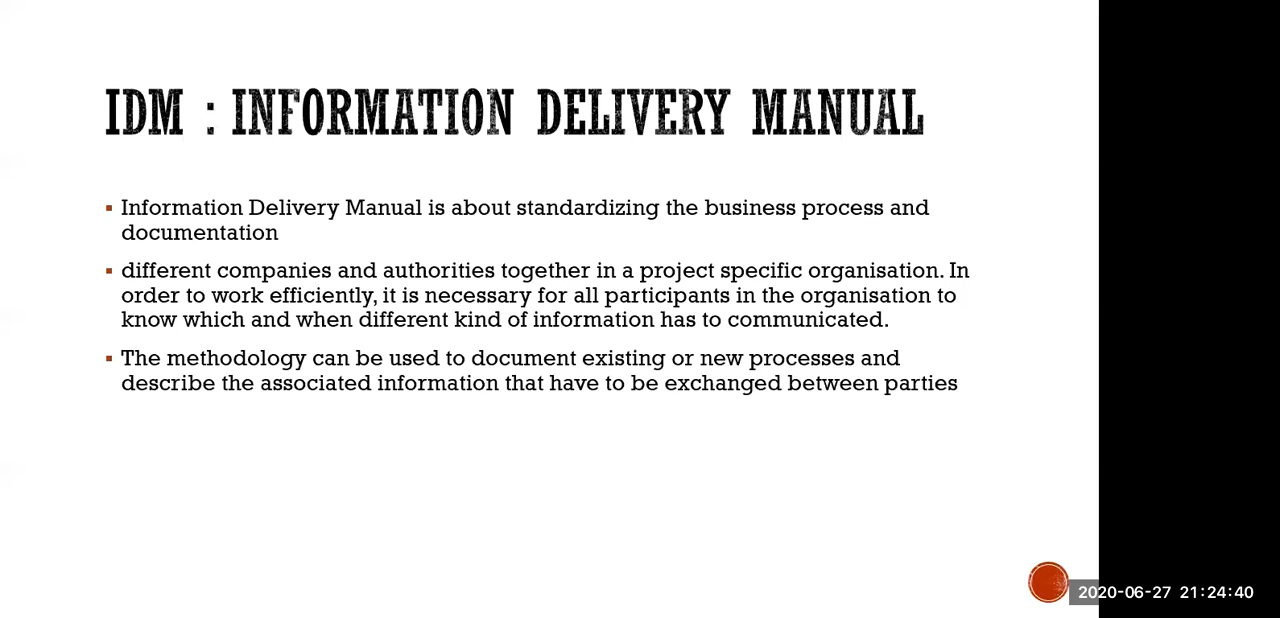 IDM : INFORMATION DELIVERY MANUAL
▪ Information Delivery Manual is about standardizing the business process and
documentation
▪ different companies and authorities together in a project specific organisation. In
order to work efficiently, it is necessary for all participants in the organisation to
know which and when different kind of information has to communicated.
▪ The methodology can be used to document existing or new processes and
describe the associated information that have to be exchanged between parties
2020-06-27 21:24:40